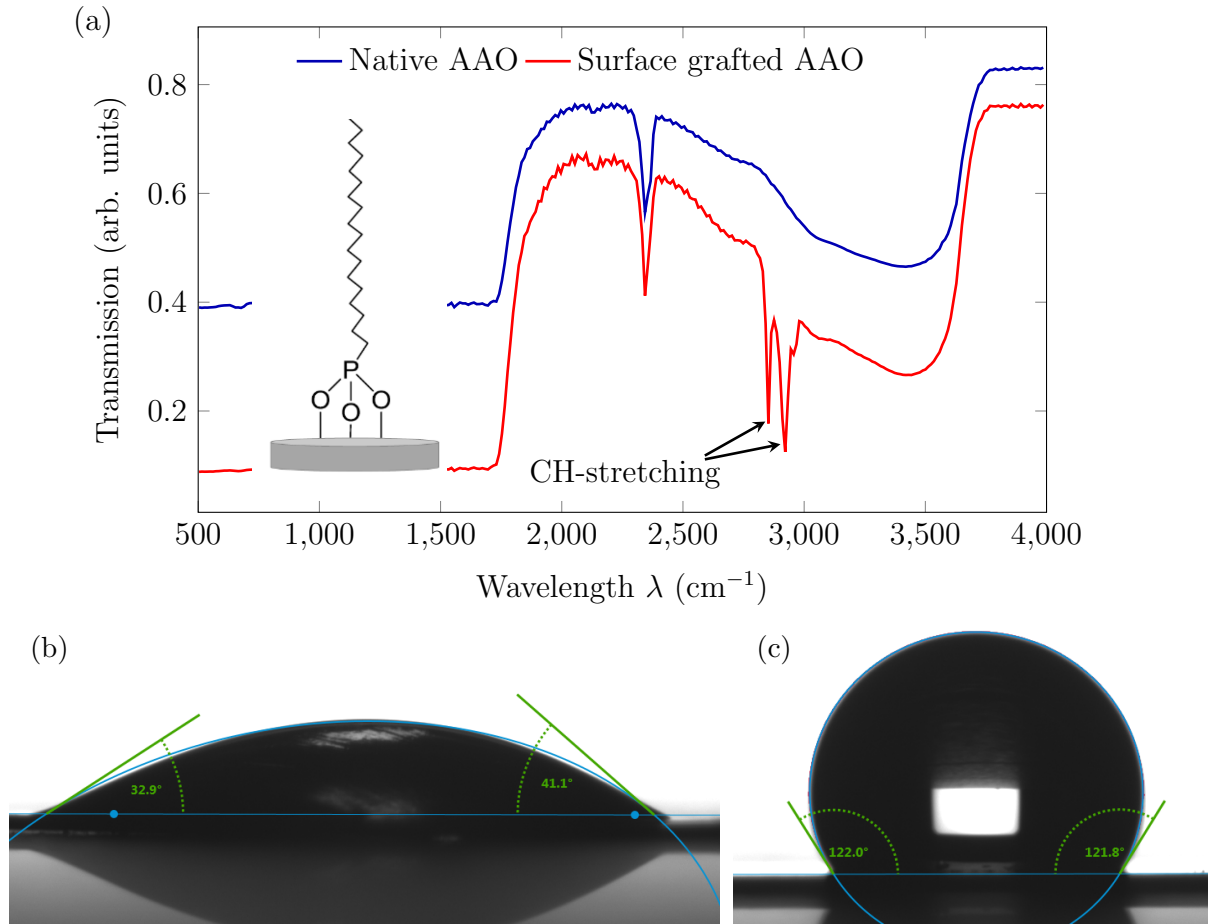 (a)
Native AAO
Surface grafted AAO
Transmission (arb. units)
0.8
0.6
0.4
0.2
P
O O O
CH-stretching
500 1,000 1,500 2,000 2,500 3,000 3,500 4,000
Wavelength λ (cm⁻¹)
(b)
32.9°
41.1°
(c)
122.0°
121.8°